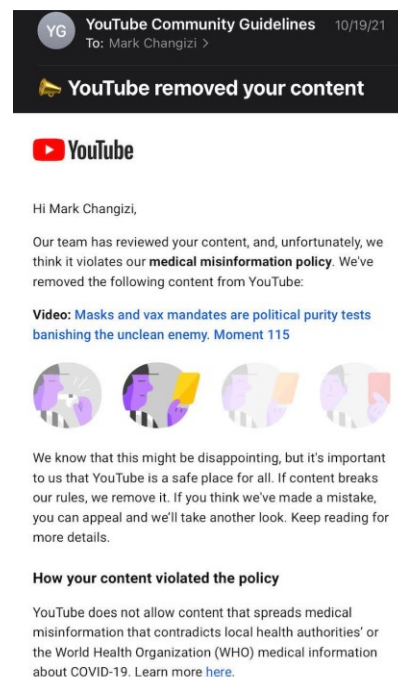 YG
YouTube Community Guidelines 10/19/21
To: Mark Changizi >
YouTube removed your content
YouTube
Hi Mark Changizi,
Our team has reviewed your content, and, unfortunately, we
think it violates our medical misinformation policy. We've
removed the following content from YouTube:
Video: Masks and vax mandates are political purity tests
banishing the unclean enemy. Moment 115
We know that this might be disappointing, but it's important
to us that YouTube is a safe place for all. If content breaks
our rules, we remove it. If you think we've made a mistake,
you can appeal and we'll take another look. Keep reading for
more details.
How your content violated the policy
YouTube does not allow content that spreads medical
misinformation that contradicts local health authorities' or
the World Health Organization (WHO) medical information
about COVID-19. Learn more here.